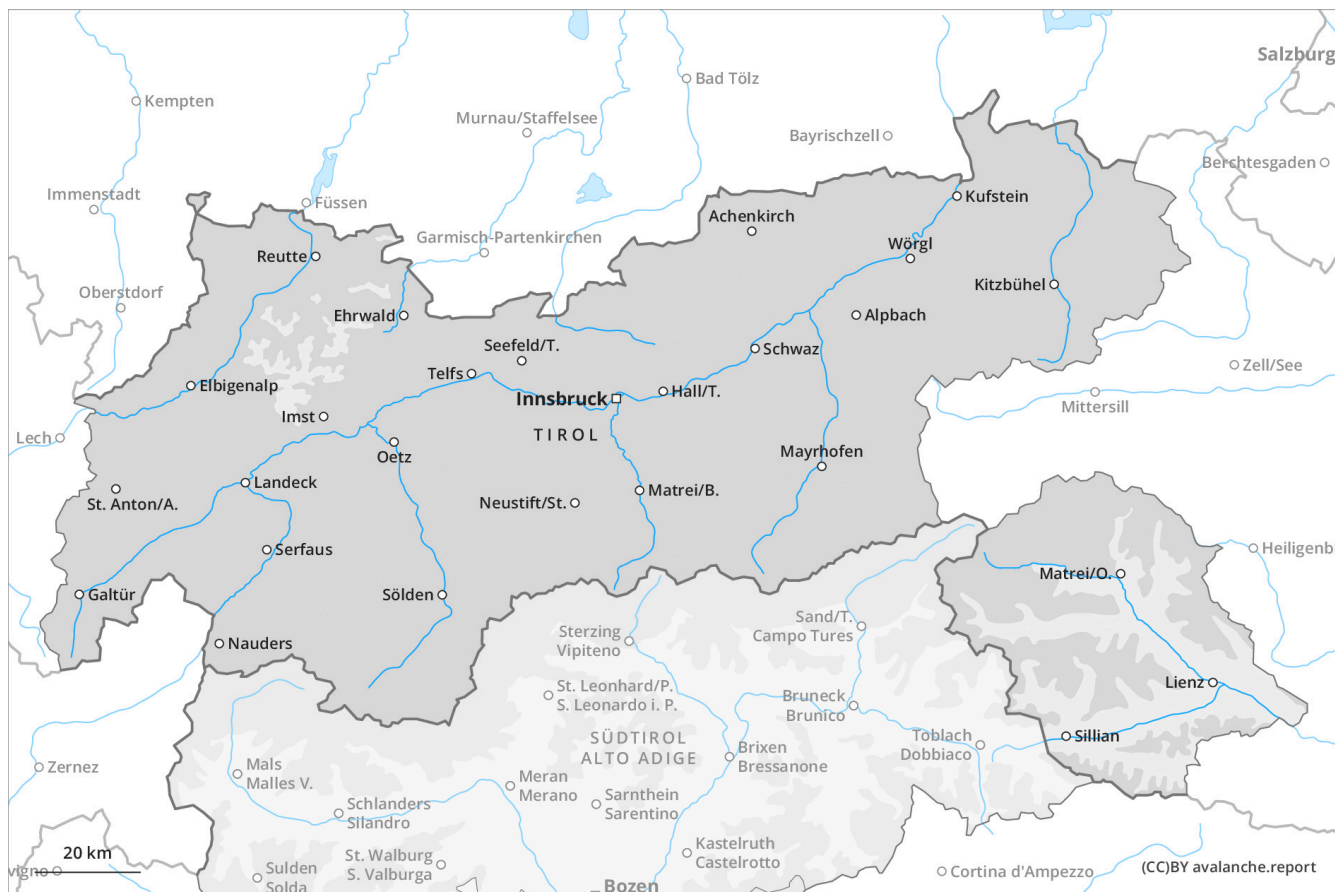 Salzburg
Kempten
Bad Tölz
Murnau/Staffelsee
Bayrischzell
Berchtesgaden
Immenstadt
Füssen
Kufstein
Achenkirch
Garmisch-Partenkirchen
Wörgl
Reutte
Kitzbühel
Oberstdorf
Ehrwald
Alpbach
Seefeld/T.
Schwaz
Zell/See
Telfs
Elbigenalp
Hall/T.
Innsbruck
Mittersill
Imst
TIROL
Lech
Oetz
Mayrhofen
Landeck
Matrei/B.
St. Anton/A.
Neustift/St.
Serfaus
Heiligenb
Matrei/O.
Galtür
Sölden
Sand/T.
Campo Tures
Sterzing
Vipiteno
Nauders
Lienz
St. Leonhard/P.
S. Leonardo i. P.
Bruneck
Brunico
SÜDTIROL
ALTO ADIGE
Sillian
Toblach
Dobbiaco
Brixen
Bressanone
Zernez
Mals
Malles V.
Meran
Merano
Schlanders
Silandro
Sarnthein
Sarentino
Kastelruth
Castelrotto
20 km
St. Walburg
S. Valburga
vigno
Sulden
Solda
Cortina d'Ampezzo
(CC)BY avalanche.report
Bozen